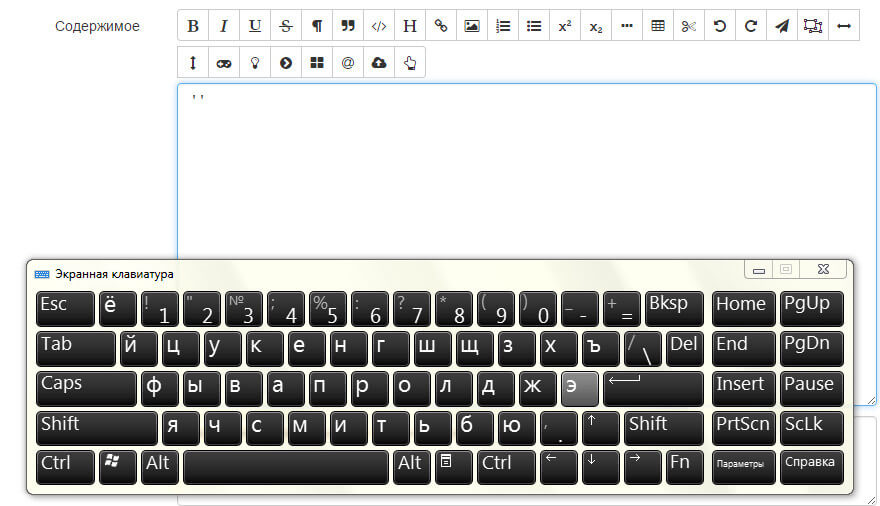 Содержимое B I U S ¶ ❞ </> H x² x₂ ···
@
' '
Экранная клавиатура
Esc ё ! 1 " 2 № 3 ; 4 % 5 : 6 ? 7 * 8 ( 9 ) 0 _ - + = Bksp Home PgUp
Tab й ц у к е н г ш щ з х ъ / \ Del End PgDn
Caps ф ы в а п р о л д ж э Insert Pause
Shift я ч с м и т ь б ю , . ↑ Shift PrtScn ScLk
Ctrl Alt Alt Ctrl ← ↓ → Fn Параметры Справка